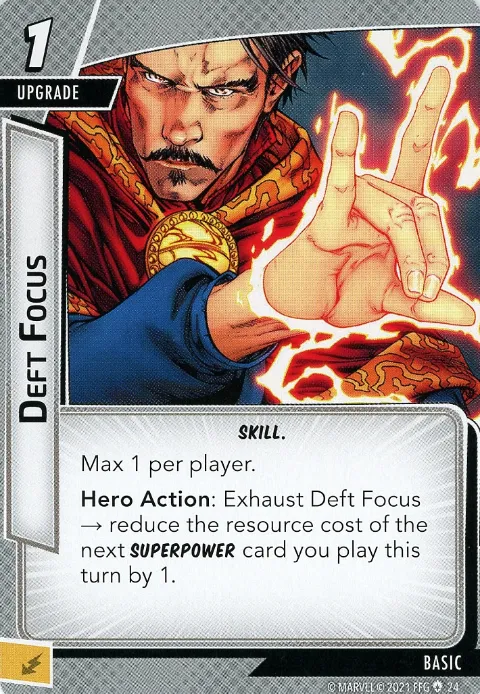 1
UPGRADE
DEFT FOCUS
SKILL.
Max 1 per player.
Hero Action: Exhaust Deft Focus
→ reduce the resource cost of the
next SUPERPOWER card you play this
turn by 1.
BASIC
© MARVEL © 2021 FFG 24